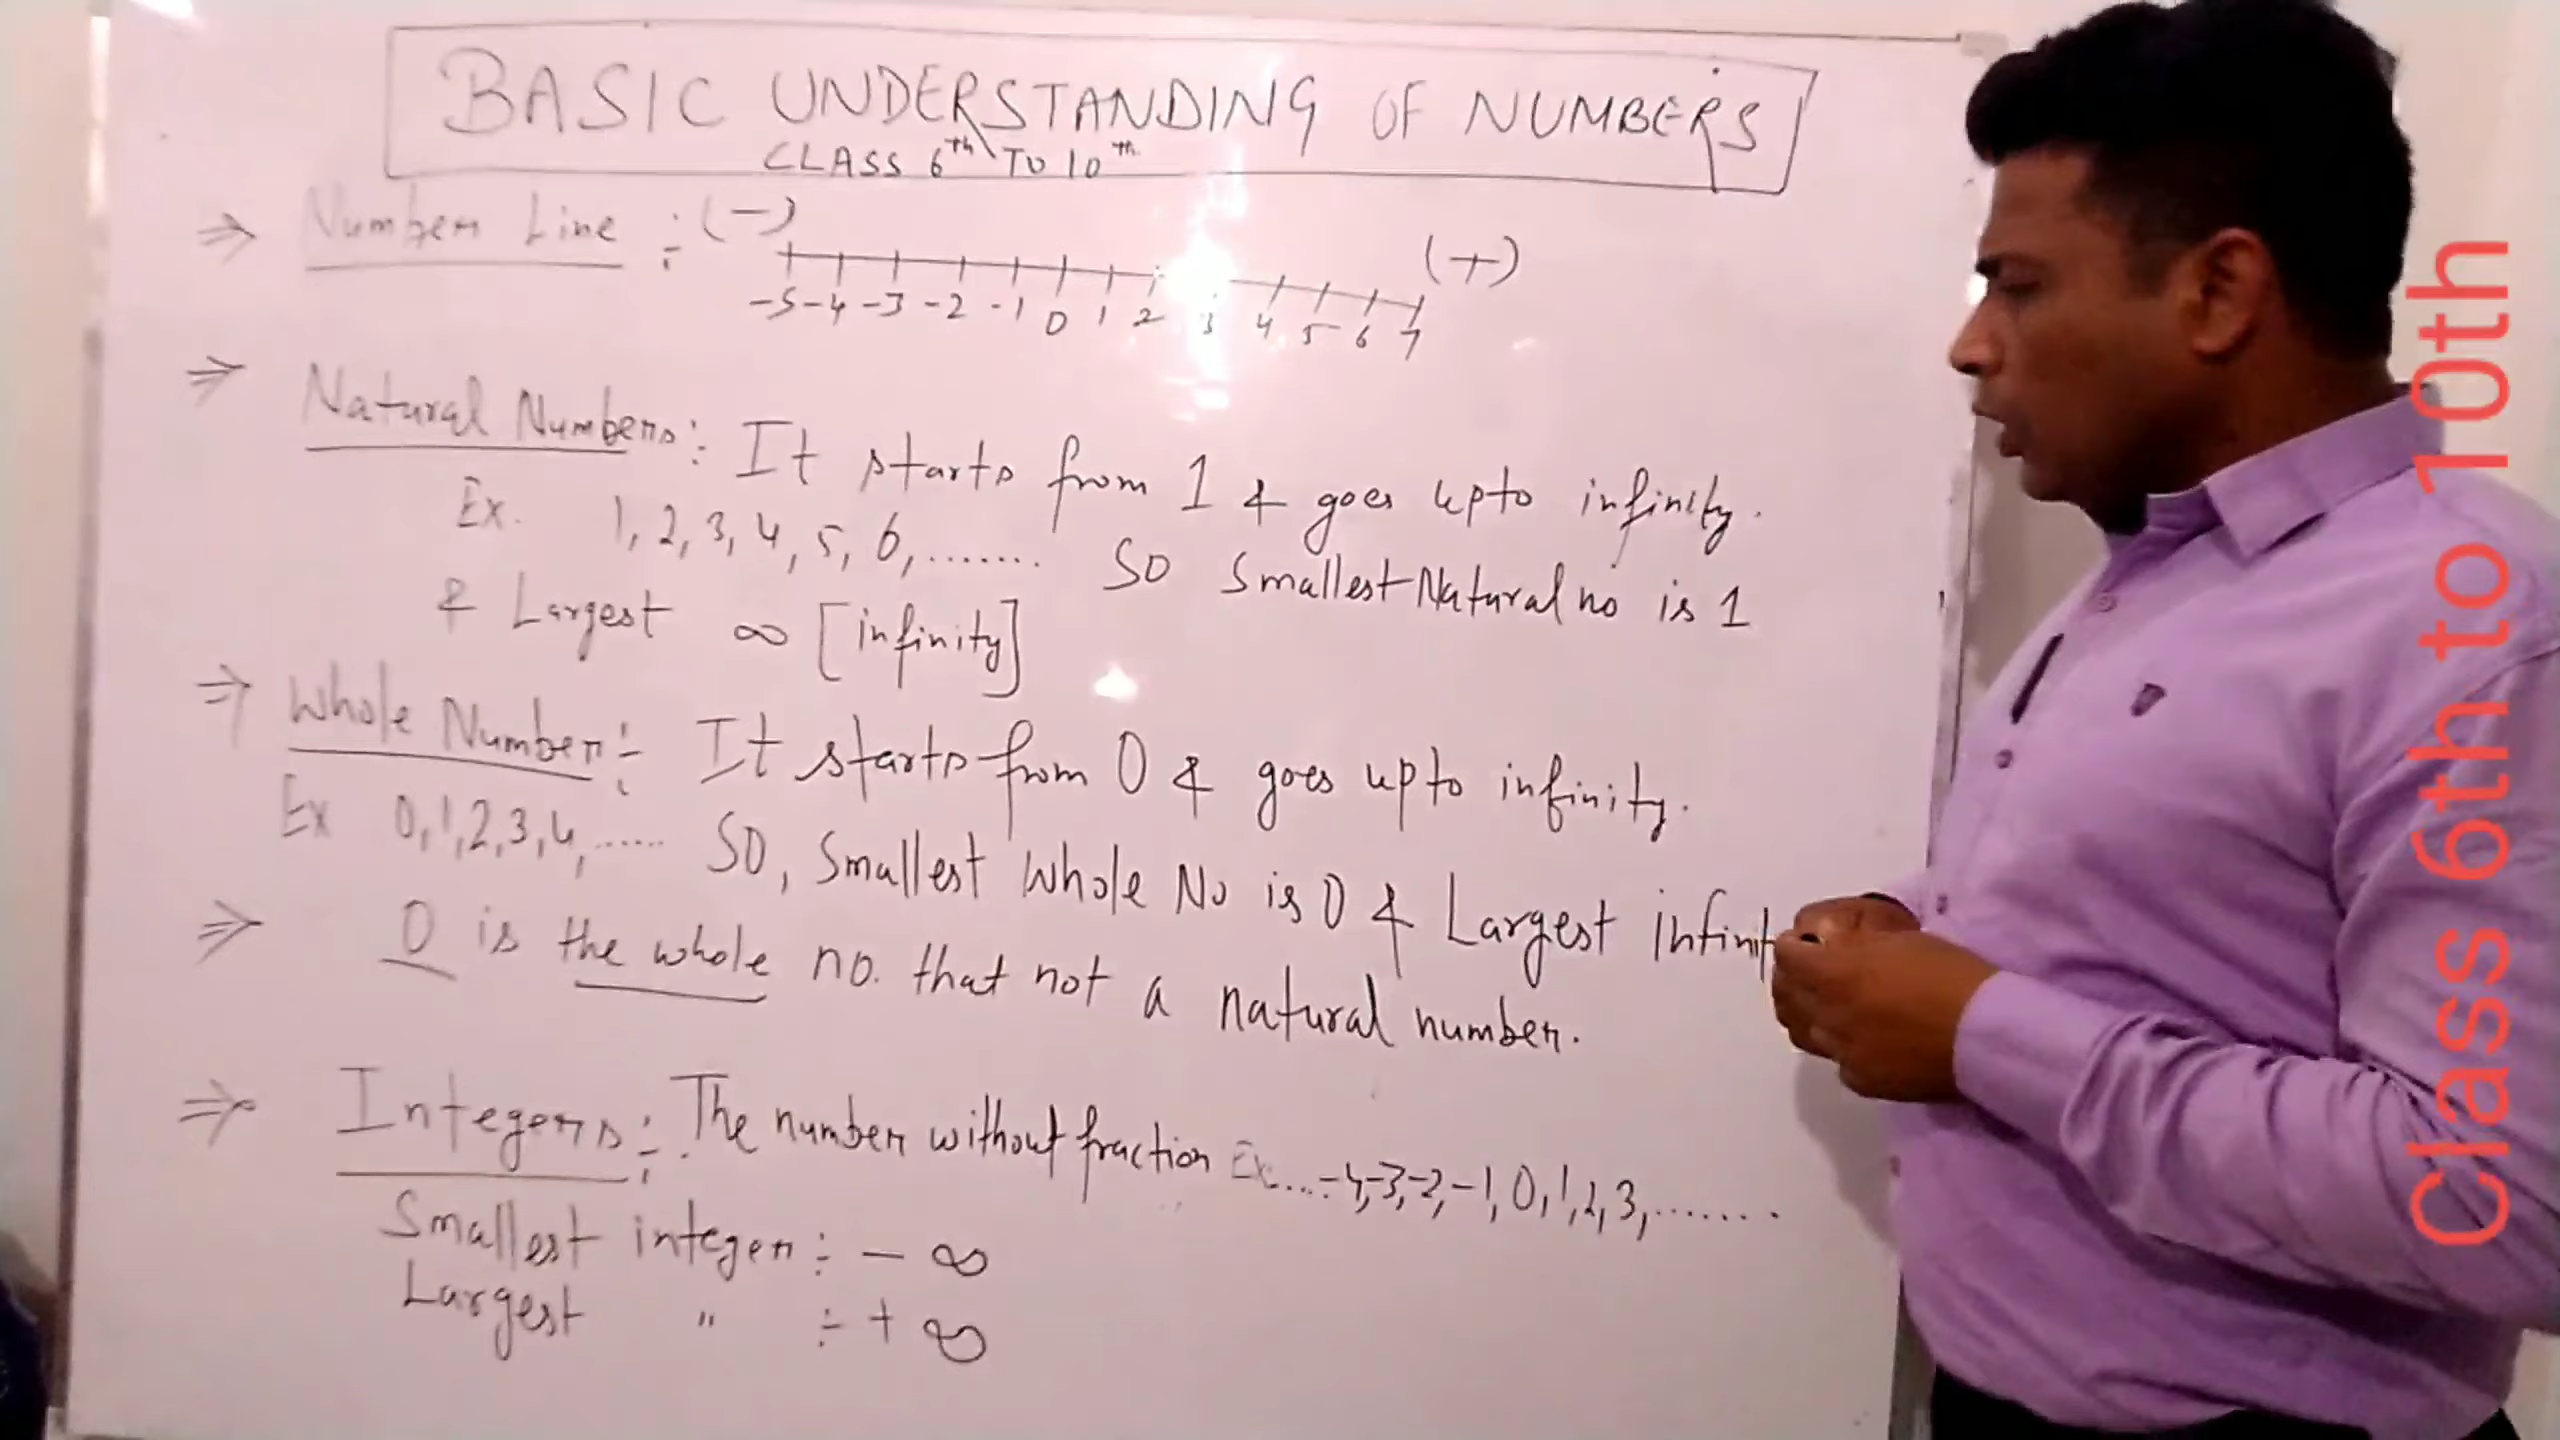 BASIC UNDERSTANDING OF NUMBERS
CLASS 6th TO 10th
⇒ Number Line :- (-) (+)
-5 -4 -3 -2 -1 0 1 2 3 4 5 6 7
⇒ Natural Numbers :- It starts from 1 & goes upto infinity.
Ex. 1, 2, 3, 4, 5, 6, ....... So Smallest Natural no is 1
& Largest ∞ [infinity]
⇒ Whole Number :- It starts from 0 & goes upto infinity.
Ex 0, 1, 2, 3, 4, ...... SO, Smallest Whole No is 0 & Largest Infinit
⇒ 0 is the whole no. that not a natural number.
⇒ Integers :- The number without fraction Ex....-4,-3,-2,-1, 0, 1, 2, 3, .......
Smallest integer :- - ∞
Largest " :- + ∞
Class 6th to 10th